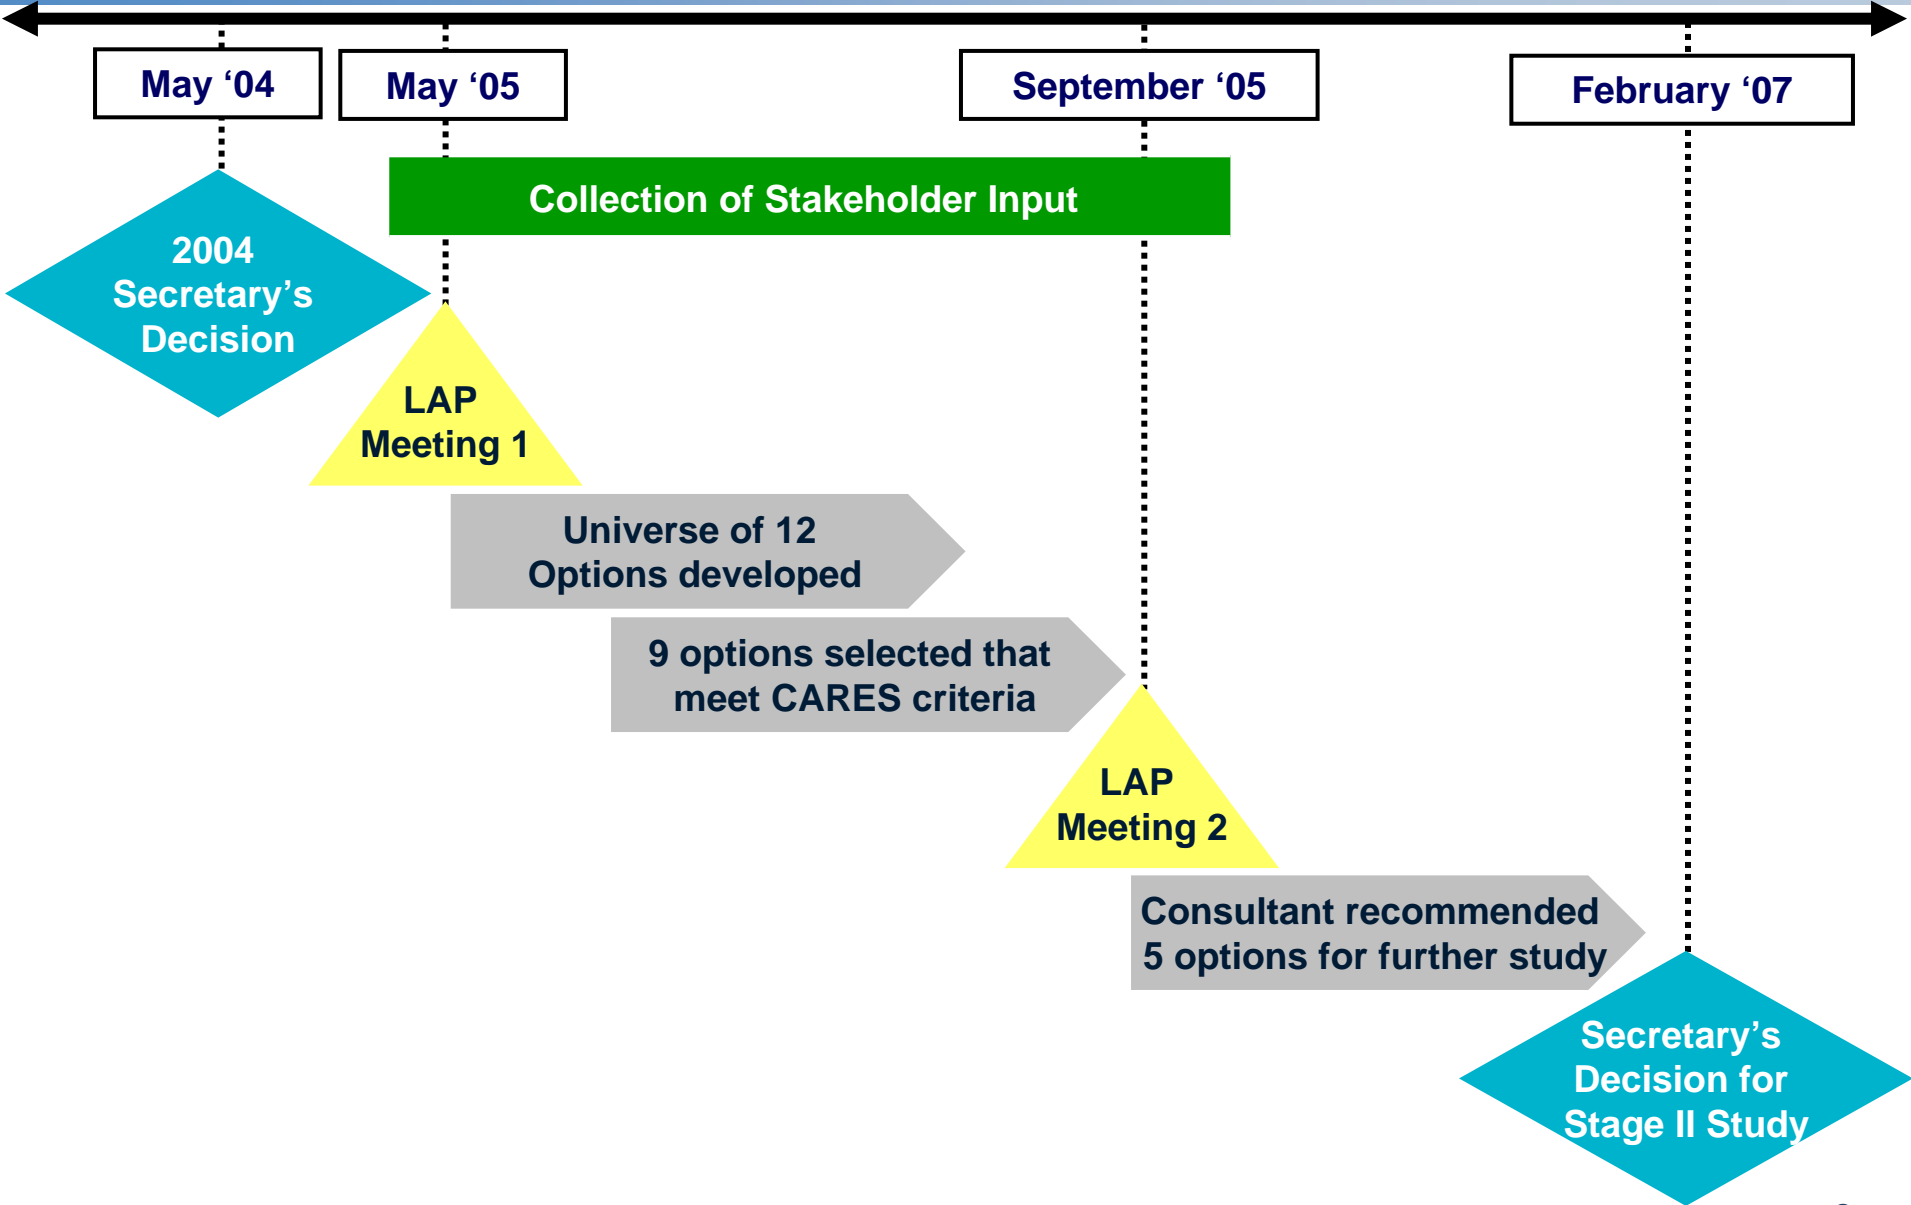 May ‘04
May ‘05
September ‘05
February ‘07
Collection of Stakeholder Input
2004
Secretary’s
Decision
LAP
Meeting 1
Universe of 12
Options developed
9 options selected that
meet CARES criteria
LAP
Meeting 2
Consultant recommended
5 options for further study
Secretary’s
Decision for
Stage II Study